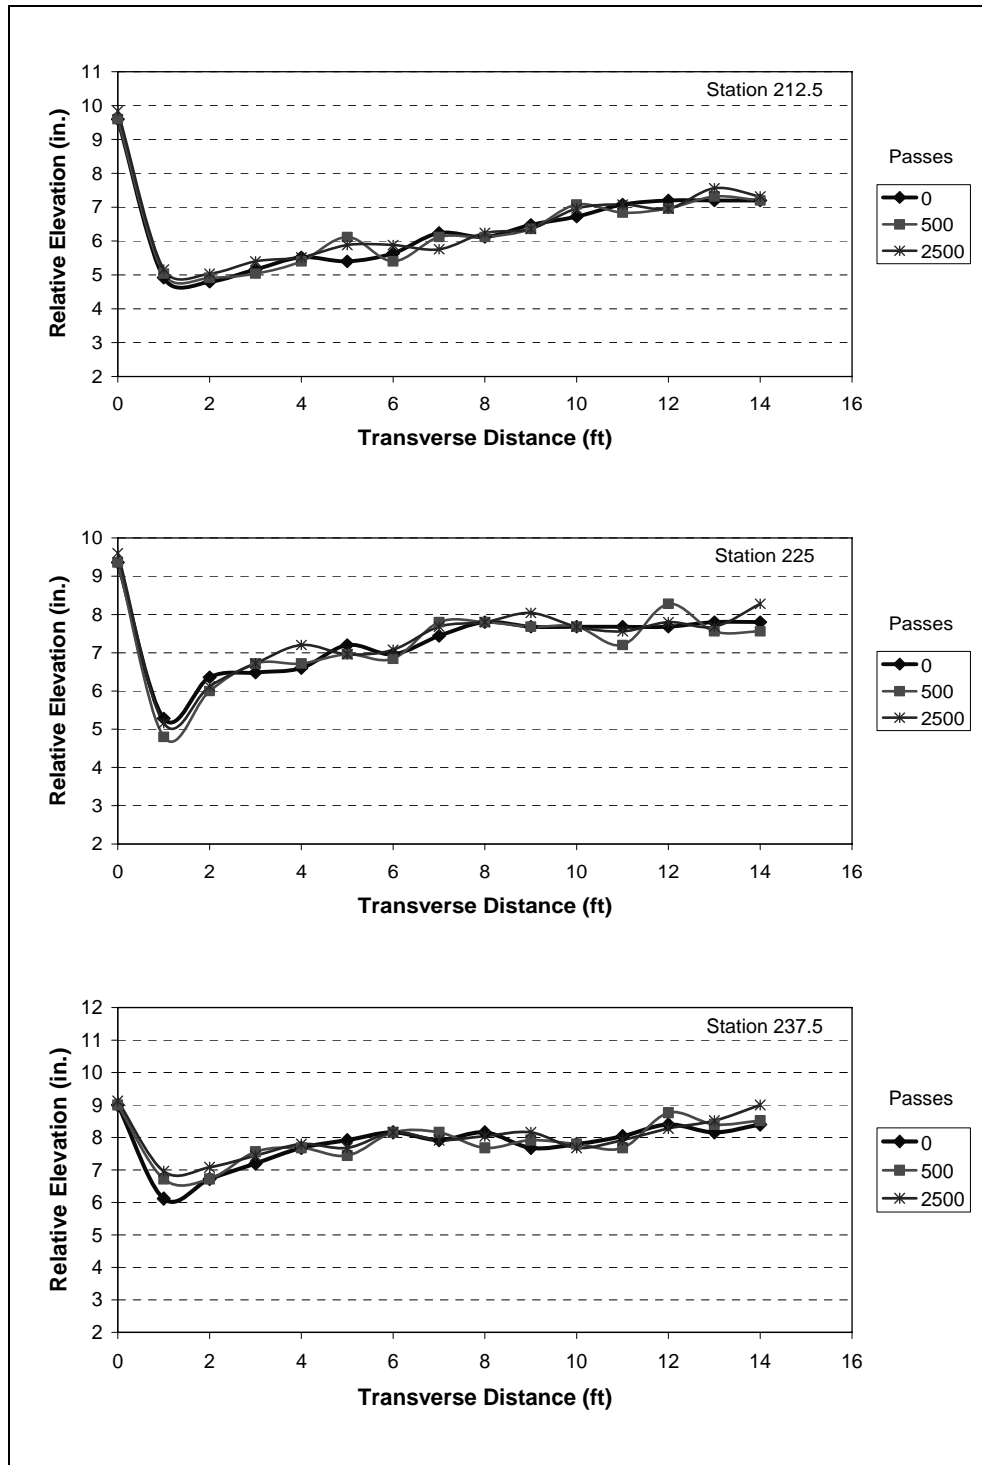 Station 212.5
Relative Elevation (in.)
11
10
9
8
7
6
5
4
3
2
0 2 4 6 8 10 12 14 16
Transverse Distance (ft)
Passes
0
500
2500
Station 225
Relative Elevation (in.)
10
9
8
7
6
5
4
3
2
0 2 4 6 8 10 12 14 16
Transverse Distance (ft)
Passes
0
500
2500
Station 237.5
Relative Elevation (in.)
12
11
10
9
8
7
6
5
4
3
2
0 2 4 6 8 10 12 14 16
Transverse Distance (ft)
Passes
0
500
2500